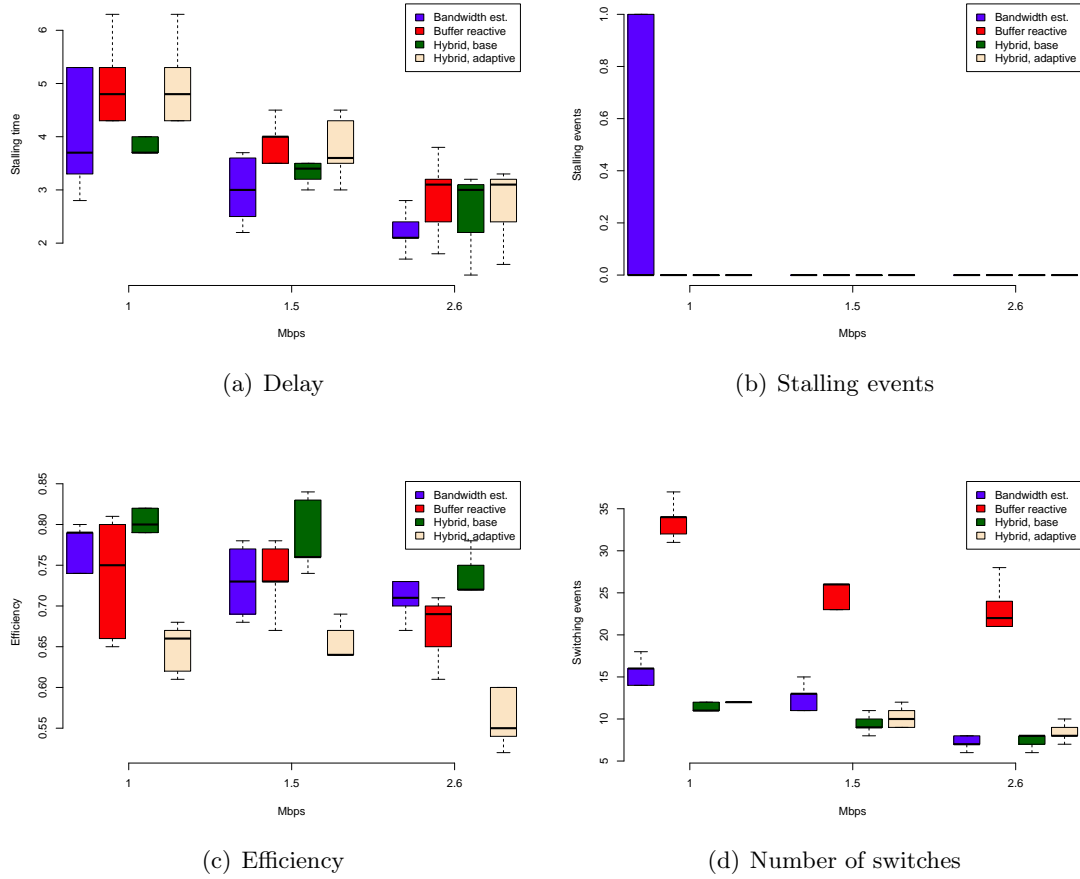 Bandwidth est.
Buffer reactive
Hybrid, base
Hybrid, adaptive
6
5
4
3
2
Stalling time
1
1.5
2.6
Mbps
(a) Delay
Bandwidth est.
Buffer reactive
Hybrid, base
Hybrid, adaptive
1.0
0.8
0.6
0.4
0.2
0.0
Stalling events
1
1.5
2.6
Mbps
(b) Stalling events
Bandwidth est.
Buffer reactive
Hybrid, base
Hybrid, adaptive
0.85
0.80
0.75
0.70
0.65
0.60
0.55
Efficiency
1
1.5
2.6
Mbps
(c) Efficiency
Bandwidth est.
Buffer reactive
Hybrid, base
Hybrid, adaptive
35
30
25
20
15
10
5
Switching events
1
1.5
2.6
Mbps
(d) Number of switches